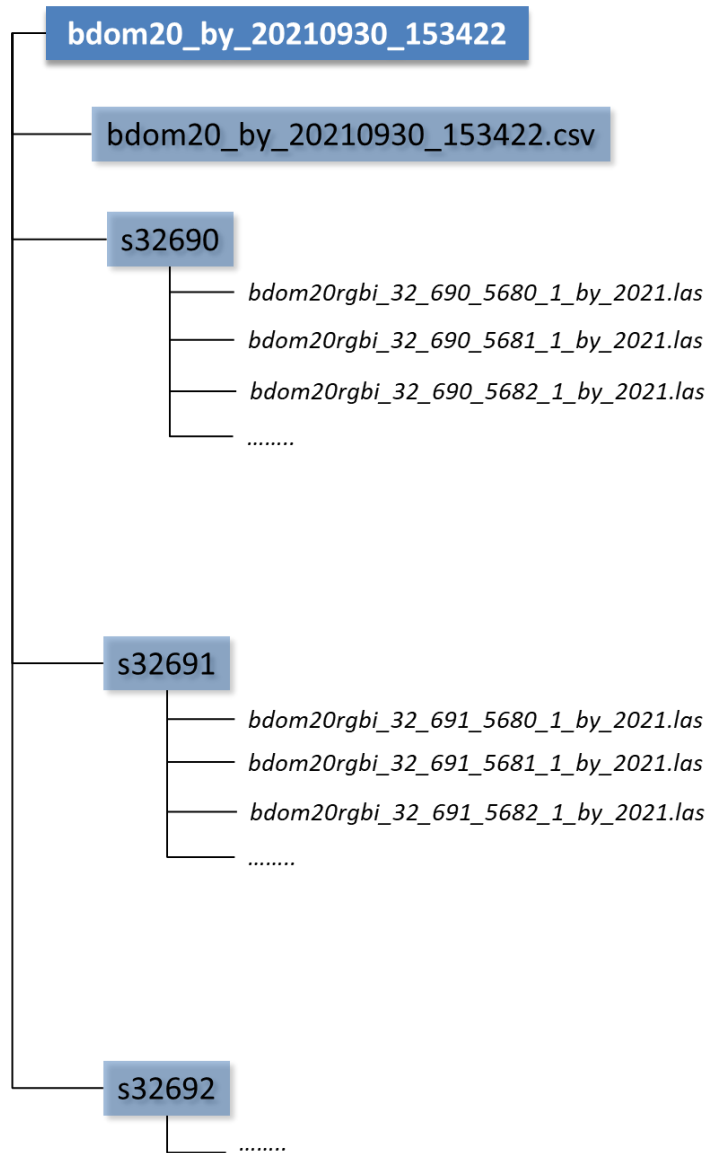 bdom20_by_20210930_153422
bdom20_by_20210930_153422.csv
s32690
bdom20rgbi_32_690_5680_1_by_2021.las
bdom20rgbi_32_690_5681_1_by_2021.las
bdom20rgbi_32_690_5682_1_by_2021.las
........
s32691
bdom20rgbi_32_691_5680_1_by_2021.las
bdom20rgbi_32_691_5681_1_by_2021.las
bdom20rgbi_32_691_5682_1_by_2021.las
........
s32692
........